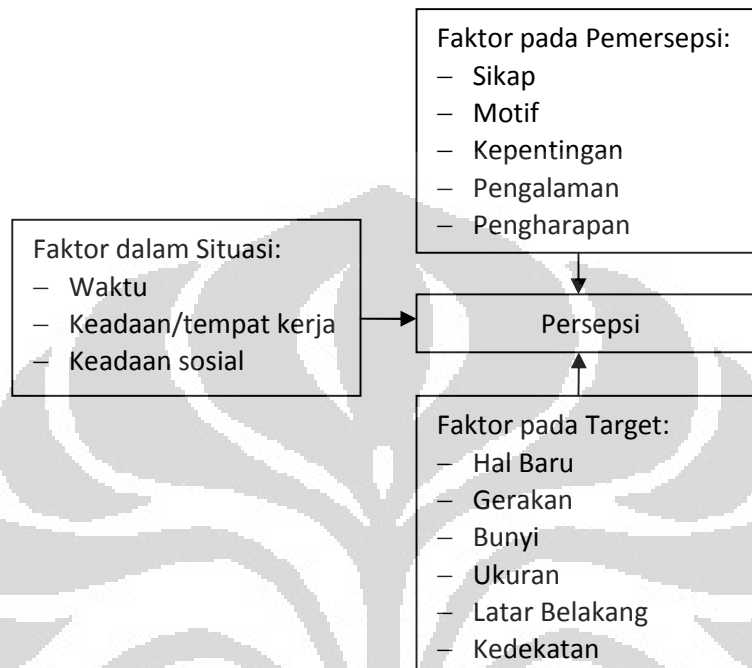 Faktor pada Pemersepsi:
– Sikap
– Motif
– Kepentingan
– Pengalaman
– Pengharapan
Faktor dalam Situasi:
– Waktu
– Keadaan/tempat kerja
– Keadaan sosial
Persepsi
Faktor pada Target:
– Hal Baru
– Gerakan
– Bunyi
– Ukuran
– Latar Belakang
– Kedekatan